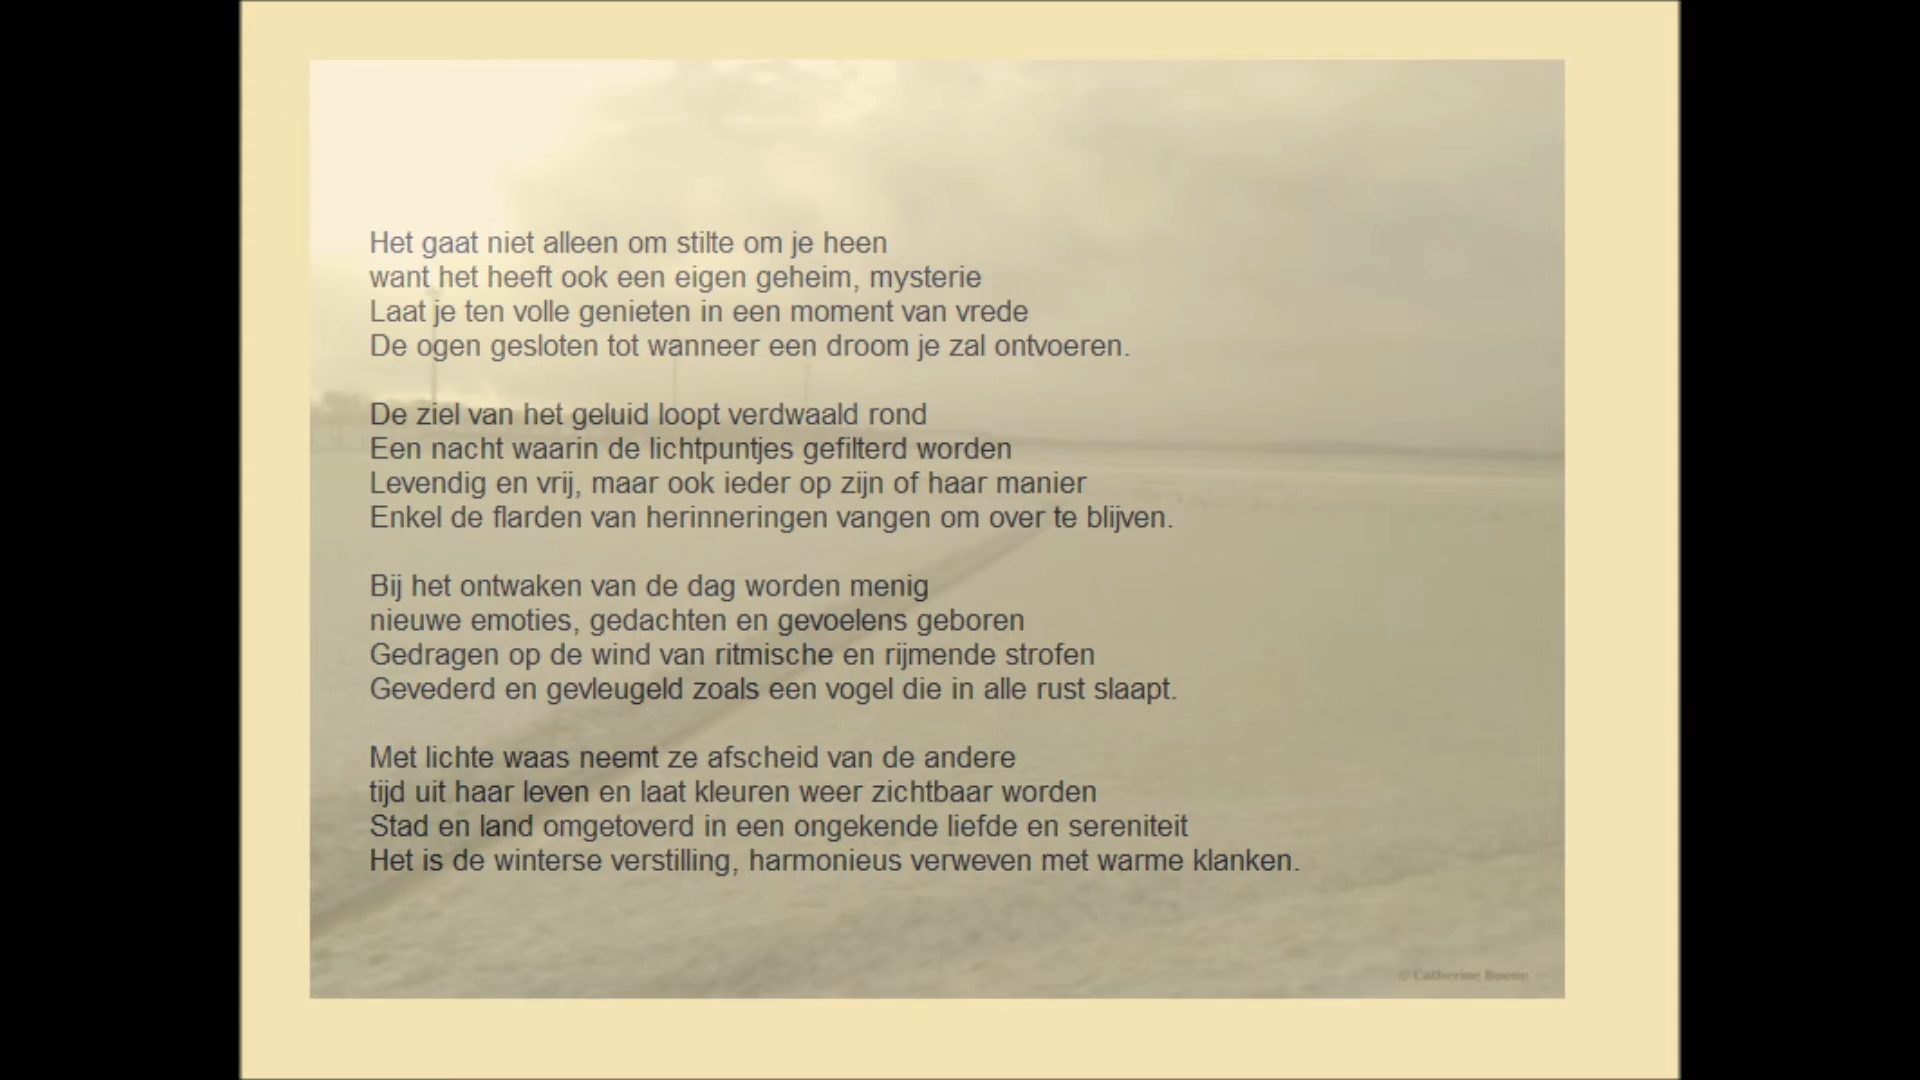 Het gaat niet alleen om stilte om je heen
want het heeft ook een eigen geheim, mysterie
Laat je ten volle genieten in een moment van vrede
De ogen gesloten tot wanneer een droom je zal ontvoeren.
De ziel van het geluid loopt verdwaald rond
Een nacht waarin de lichtpuntjes gefilterd worden
Levendig en vrij, maar ook ieder op zijn of haar manier
Enkel de flarden van herinneringen vangen om over te blijven.
Bij het ontwaken van de dag worden menig
nieuwe emoties, gedachten en gevoelens geboren
Gedragen op de wind van ritmische en rijmende strofen
Gevederd en gevleugeld zoals een vogel die in alle rust slaapt.
Met lichte waas neemt ze afscheid van de andere
tijd uit haar leven en laat kleuren weer zichtbaar worden
Stad en land omgetoverd in een ongekende liefde en sereniteit
Het is de winterse verstilling, harmonieus verweven met warme klanken.
© Catherine Boone